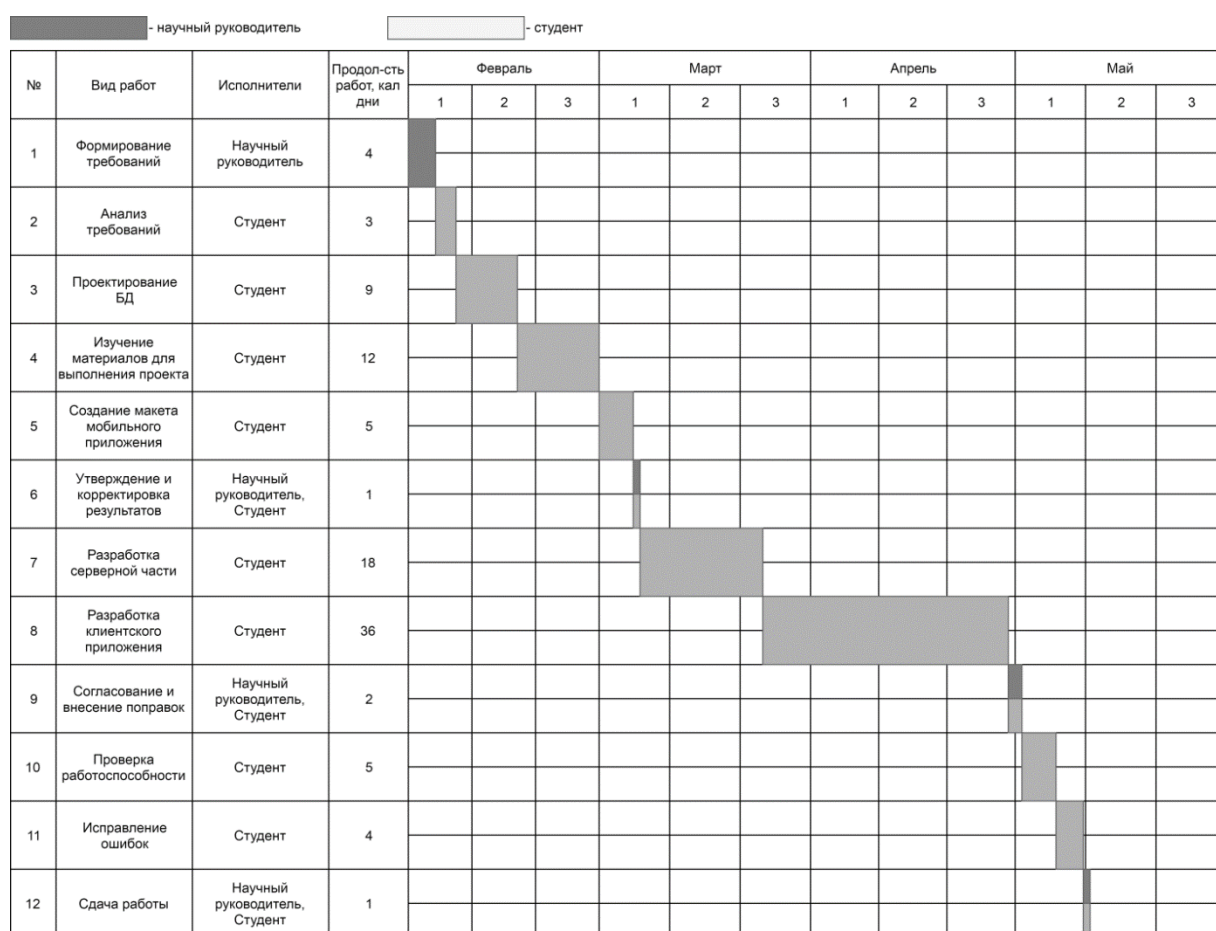 - научный руководитель
- студент
№
Вид работ
Исполнители
Продол-сть
работ, кал
дни
Февраль
Март
Апрель
Май
1 2 3 1 2 3 1 2 3 1 2 3
1
Формирование
требований
Научный
руководитель
4
2
Анализ
требований
Студент
3
3
Проектирование
БД
Студент
9
4
Изучение
материалов для
выполнения проекта
Студент
12
5
Создание макета
мобильного
приложения
Студент
5
6
Утверждение и
корректировка
результатов
Научный
руководитель,
Студент
1
7
Разработка
серверной части
Студент
18
8
Разработка
клиентского
приложения
Студент
36
9
Согласование и
внесение поправок
Научный
руководитель,
Студент
2
10
Проверка
работоспособности
Студент
5
11
Исправление
ошибок
Студент
4
12
Сдача работы
Научный
руководитель,
Студент
1